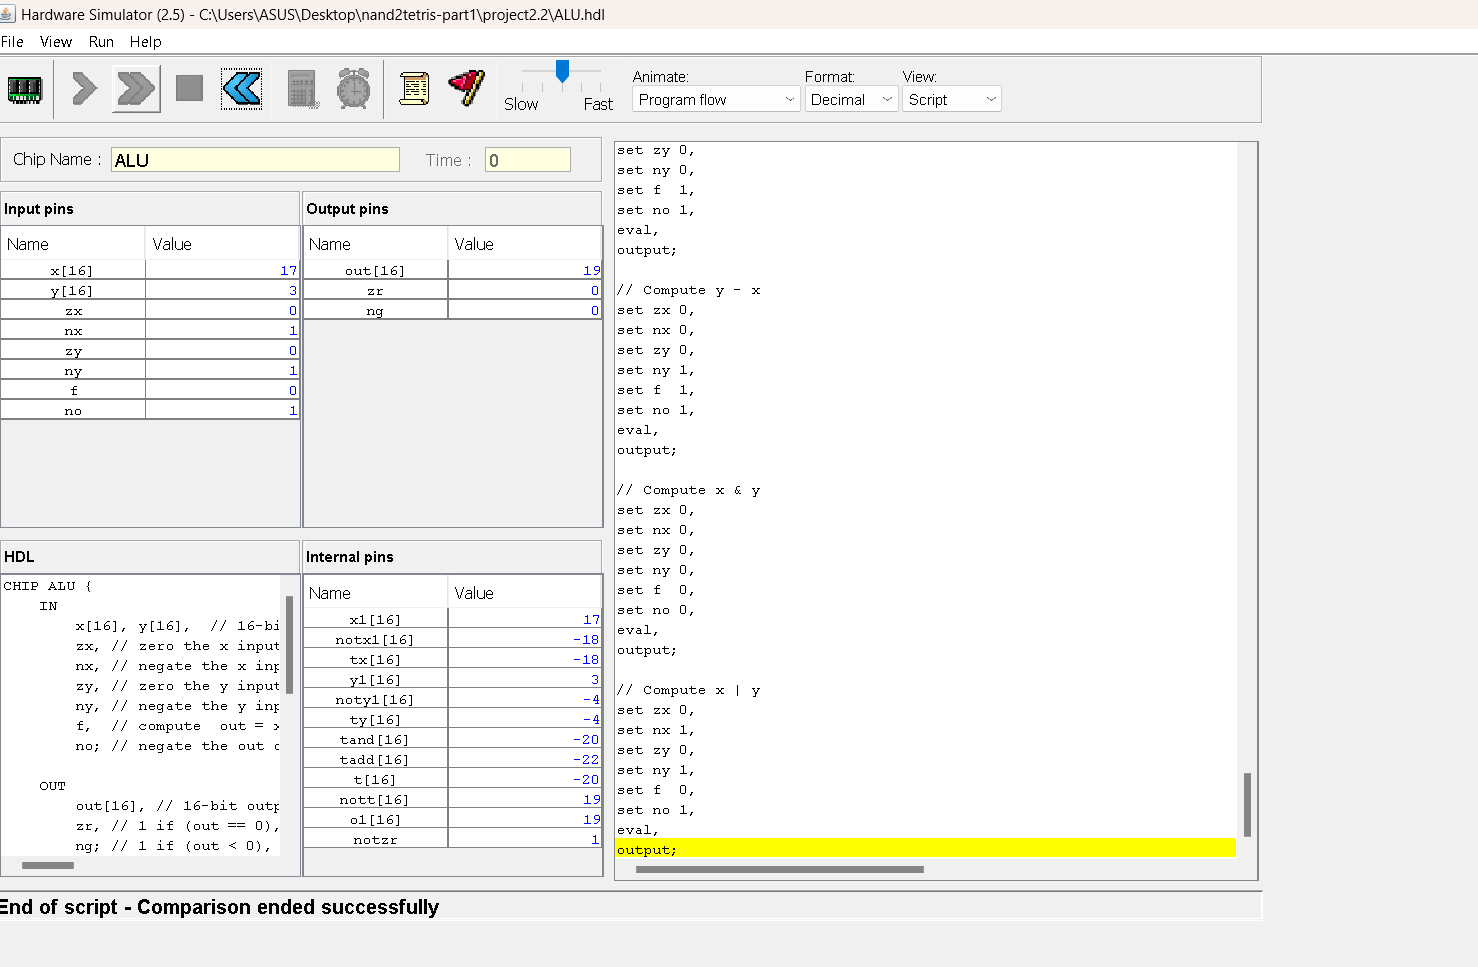 Hardware Simulator (2.5) - C:\Users\ASUS\Desktop\nand2tetris-part1\project2.2\ALU.hdl
File View Run Help
Slow Fast
Animate: Format: View:
Program flow Decimal Script
Chip Name : ALU Time : 0
Input pins
Name Value
x[16] 17
y[16] 3
zx 0
nx 1
zy 0
ny 1
f 0
no 1
Output pins
Name Value
out[16] 19
zr 0
ng 0
HDL
CHIP ALU {
IN
x[16], y[16], // 16-bi
zx, // zero the x input
nx, // negate the x inp
zy, // zero the y input
ny, // negate the y inp
f, // compute out = x
no; // negate the out o
OUT
out[16], // 16-bit outp
zr, // 1 if (out == 0),
ng; // 1 if (out < 0),
Internal pins
Name Value
x1[16] 17
notx1[16] -18
tx[16] -18
y1[16] 3
noty1[16] -4
ty[16] -4
tand[16] -20
tadd[16] -22
t[16] -20
nott[16] 19
o1[16] 19
notzr 1
set zy 0,
set ny 0,
set f 1,
set no 1,
eval,
output;
// Compute y - x
set zx 0,
set nx 0,
set zy 0,
set ny 1,
set f 1,
set no 1,
eval,
output;
// Compute x & y
set zx 0,
set nx 0,
set zy 0,
set ny 0,
set f 0,
set no 0,
eval,
output;
// Compute x | y
set zx 0,
set nx 1,
set zy 0,
set ny 1,
set f 0,
set no 1,
eval,
output;
End of script - Comparison ended successfully